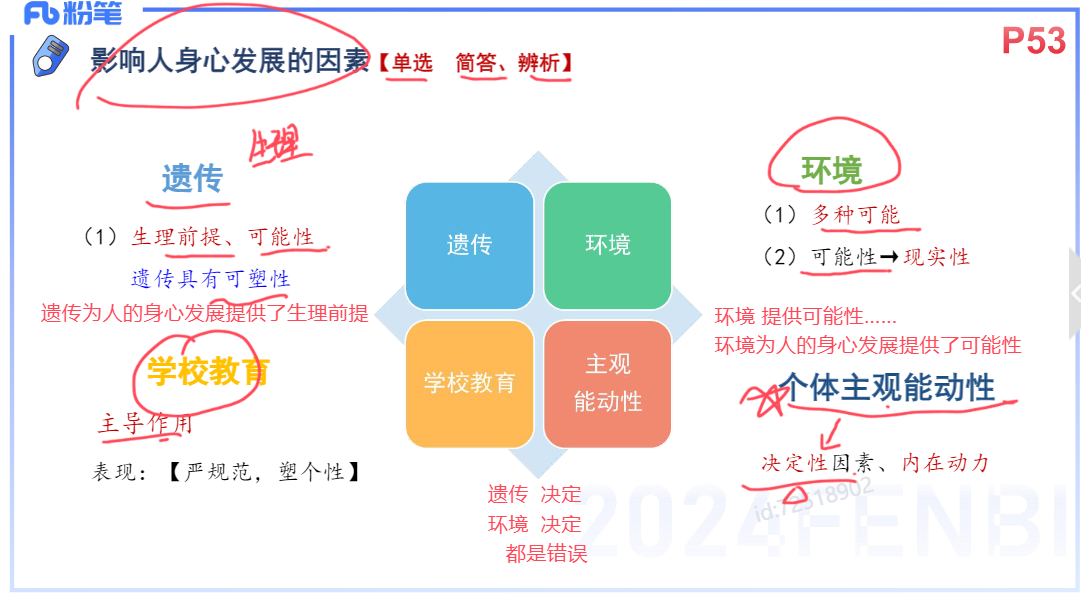 粉笔
影响人身心发展的因素【单选 简答、辨析】
P53
生理
遗传
（1）生理前提、可能性
遗传具有可塑性
遗传为人的身心发展提供了生理前提
学校教育
主导作用
表现：【严规范，塑个性】
遗传
环境
学校教育
主观
能动性
遗传 决定
环境 决定
都是错误
环境
（1）多种可能
（2）可能性→现实性
环境 提供可能性......
环境为人的身心发展提供了可能性
个体主观能动性
决定性因素、内在动力
id:72318902
2024FENBI